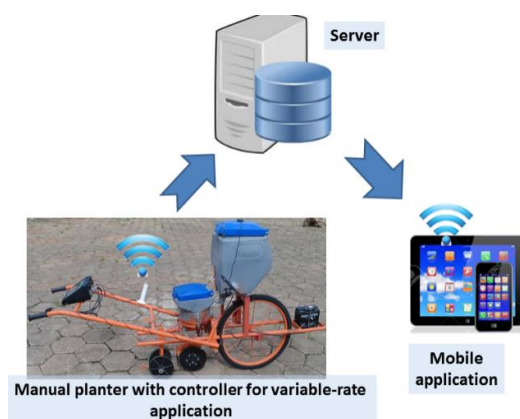 Server
Manual planter with controller for variable-rate
application
Mobile
application